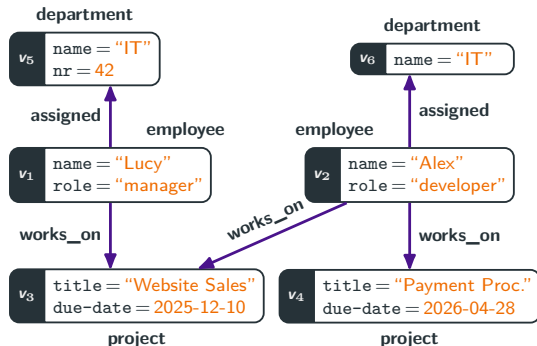 department
v5 name = “IT”
nr = 42
department
v6 name = “IT”
assigned
assigned
employee
employee
v1 name = “Lucy”
role = “manager”
v2 name = “Alex”
role = “developer”
works_on
works_on
works_on
v3 title = “Website Sales”
due-date = 2025-12-10
v4 title = “Payment Proc.”
due-date = 2026-04-28
project
project